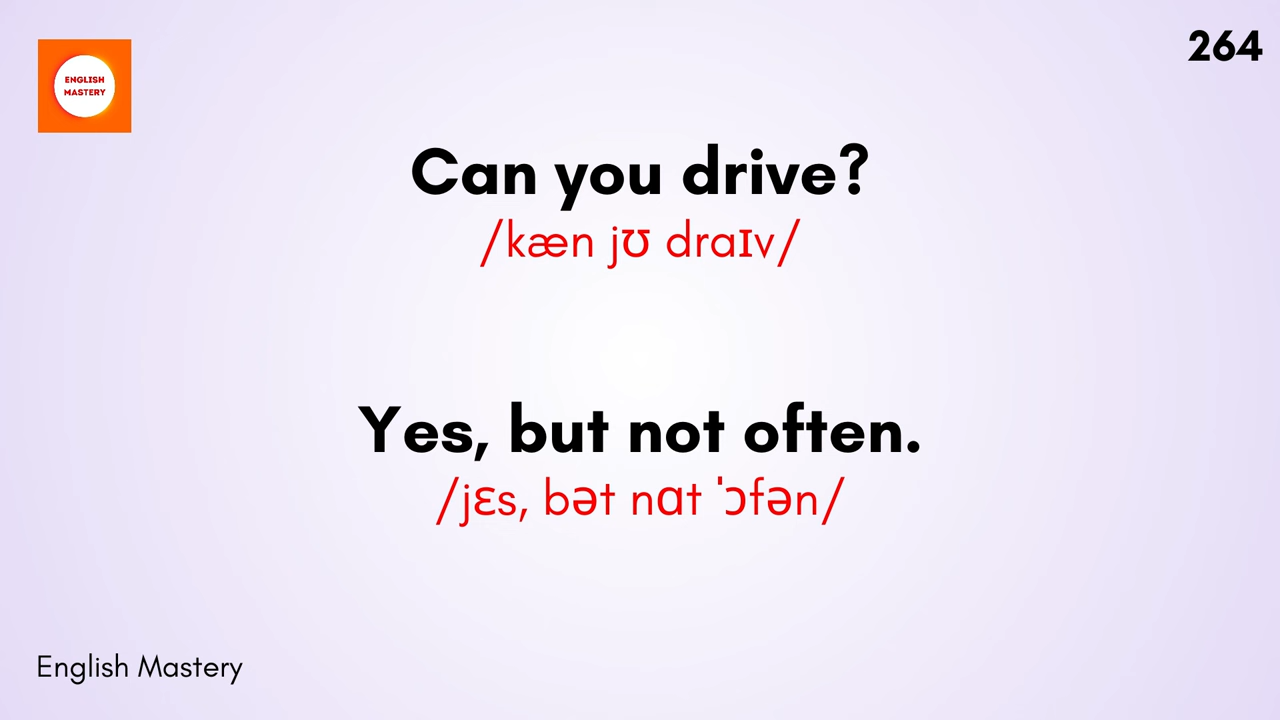 ENGLISH
MASTERY
264
Can you drive?
/kæn jʊ draɪv/
Yes, but not often.
/jɛs, bət nɑt ˈɔfən/
English Mastery